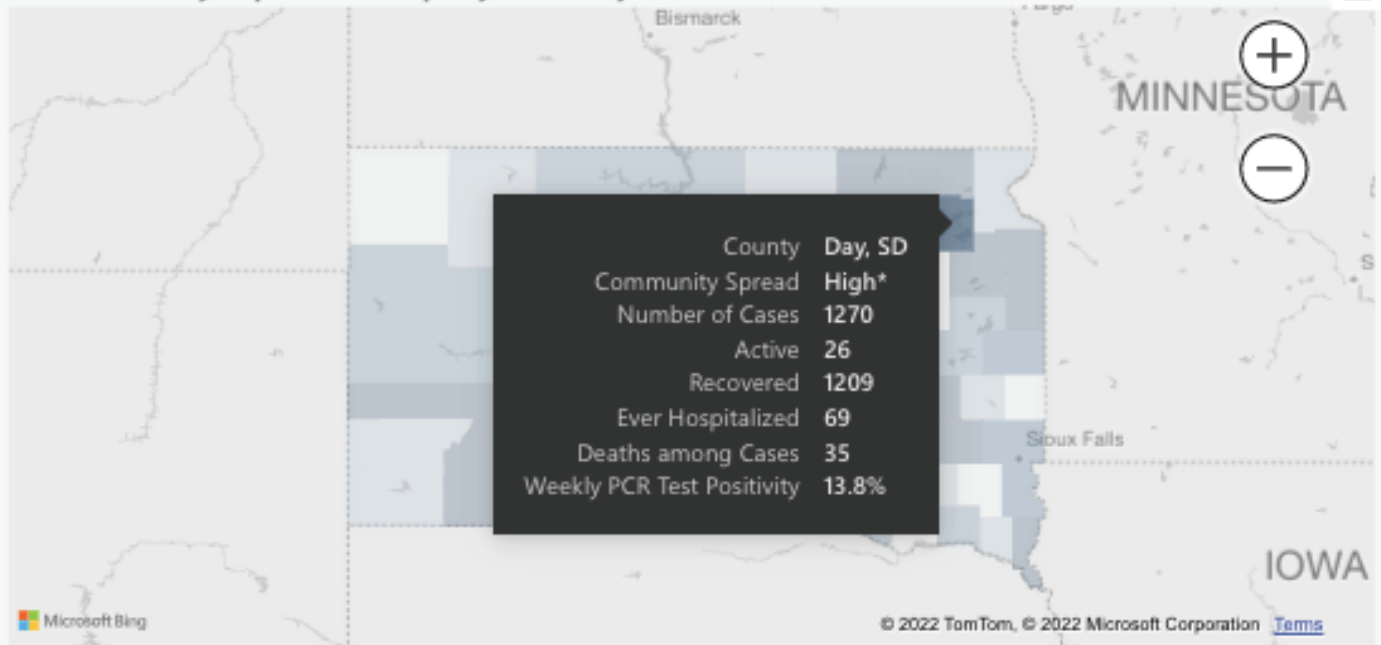 Bismarck
MINNESOTA
County Day, SD
Community Spread High*
Number of Cases 1270
Active 26
Recovered 1209
Ever Hospitalized 69
Deaths among Cases 35
Weekly PCR Test Positivity 13.8%
Sioux Falls
IOWA
Microsoft Bing
© 2022 TomTom, © 2022 Microsoft Corporation Terms